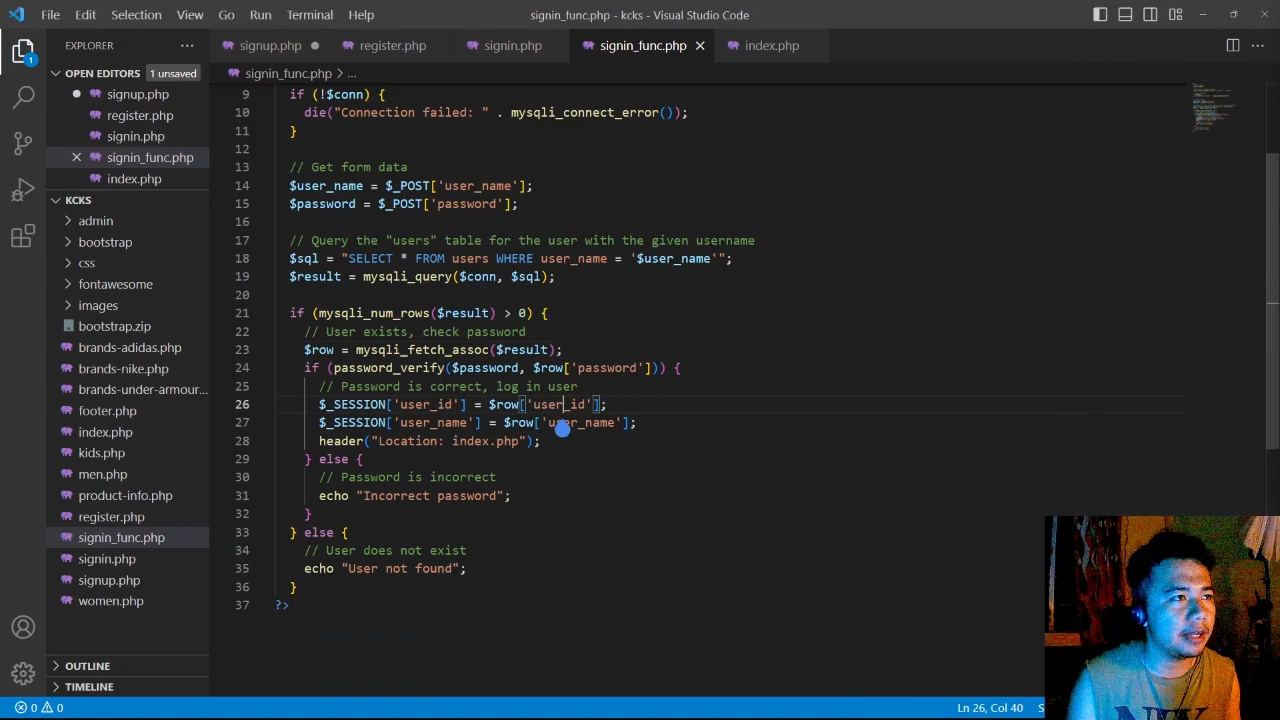 File Edit Selection View Go Run Terminal Help signin_func.php - kcks - Visual Studio Code
EXPLORER
signup.php register.php signin.php signin_func.php index.php
OPEN EDITORS 1 unsaved
signup.php
register.php
signin.php
signin_func.php
index.php
KCKS
admin
bootstrap
css
fontawesome
images
bootstrap.zip
brands-adidas.php
brands-nike.php
brands-under-armour...
footer.php
index.php
kids.php
men.php
product-info.php
register.php
signin_func.php
signin.php
signup.php
women.php
OUTLINE
TIMELINE
1
signin_func.php > ...
9 if (!$conn) {
10 die("Connection failed: " . mysqli_connect_error());
11 }
12
13 // Get form data
14 $user_name = $_POST['user_name'];
15 $password = $_POST['password'];
16
17 // Query the "users" table for the user with the given username
18 $sql = "SELECT * FROM users WHERE user_name = '$user_name'";
19 $result = mysqli_query($conn, $sql);
20
21 if (mysqli_num_rows($result) > 0) {
22 // User exists, check password
23 $row = mysqli_fetch_assoc($result);
24 if (password_verify($password, $row['password'])) {
25 // Password is correct, log in user
26 $_SESSION['user_id'] = $row['user_id'];
27 $_SESSION['user_name'] = $row['user_name'];
28 header("Location: index.php");
29 } else {
30 // Password is incorrect
31 echo "Incorrect password";
32 }
33 } else {
34 // User does not exist
35 echo "User not found";
36 }
37 ?>
0 0 Ln 26, Col 40